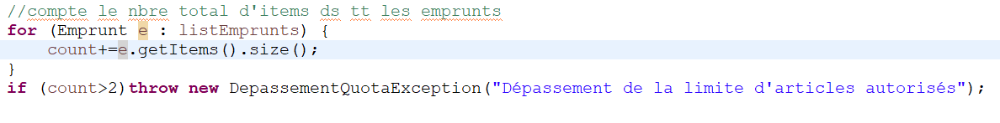 //compte le nbre total d'items ds tt les emprunts
for (Emprunt e : listEmprunts) {
    count+=e.getItems().size();
}
if (count>2)throw new DepassementQuotaException("Dépassement de la limite d'articles autorisés");